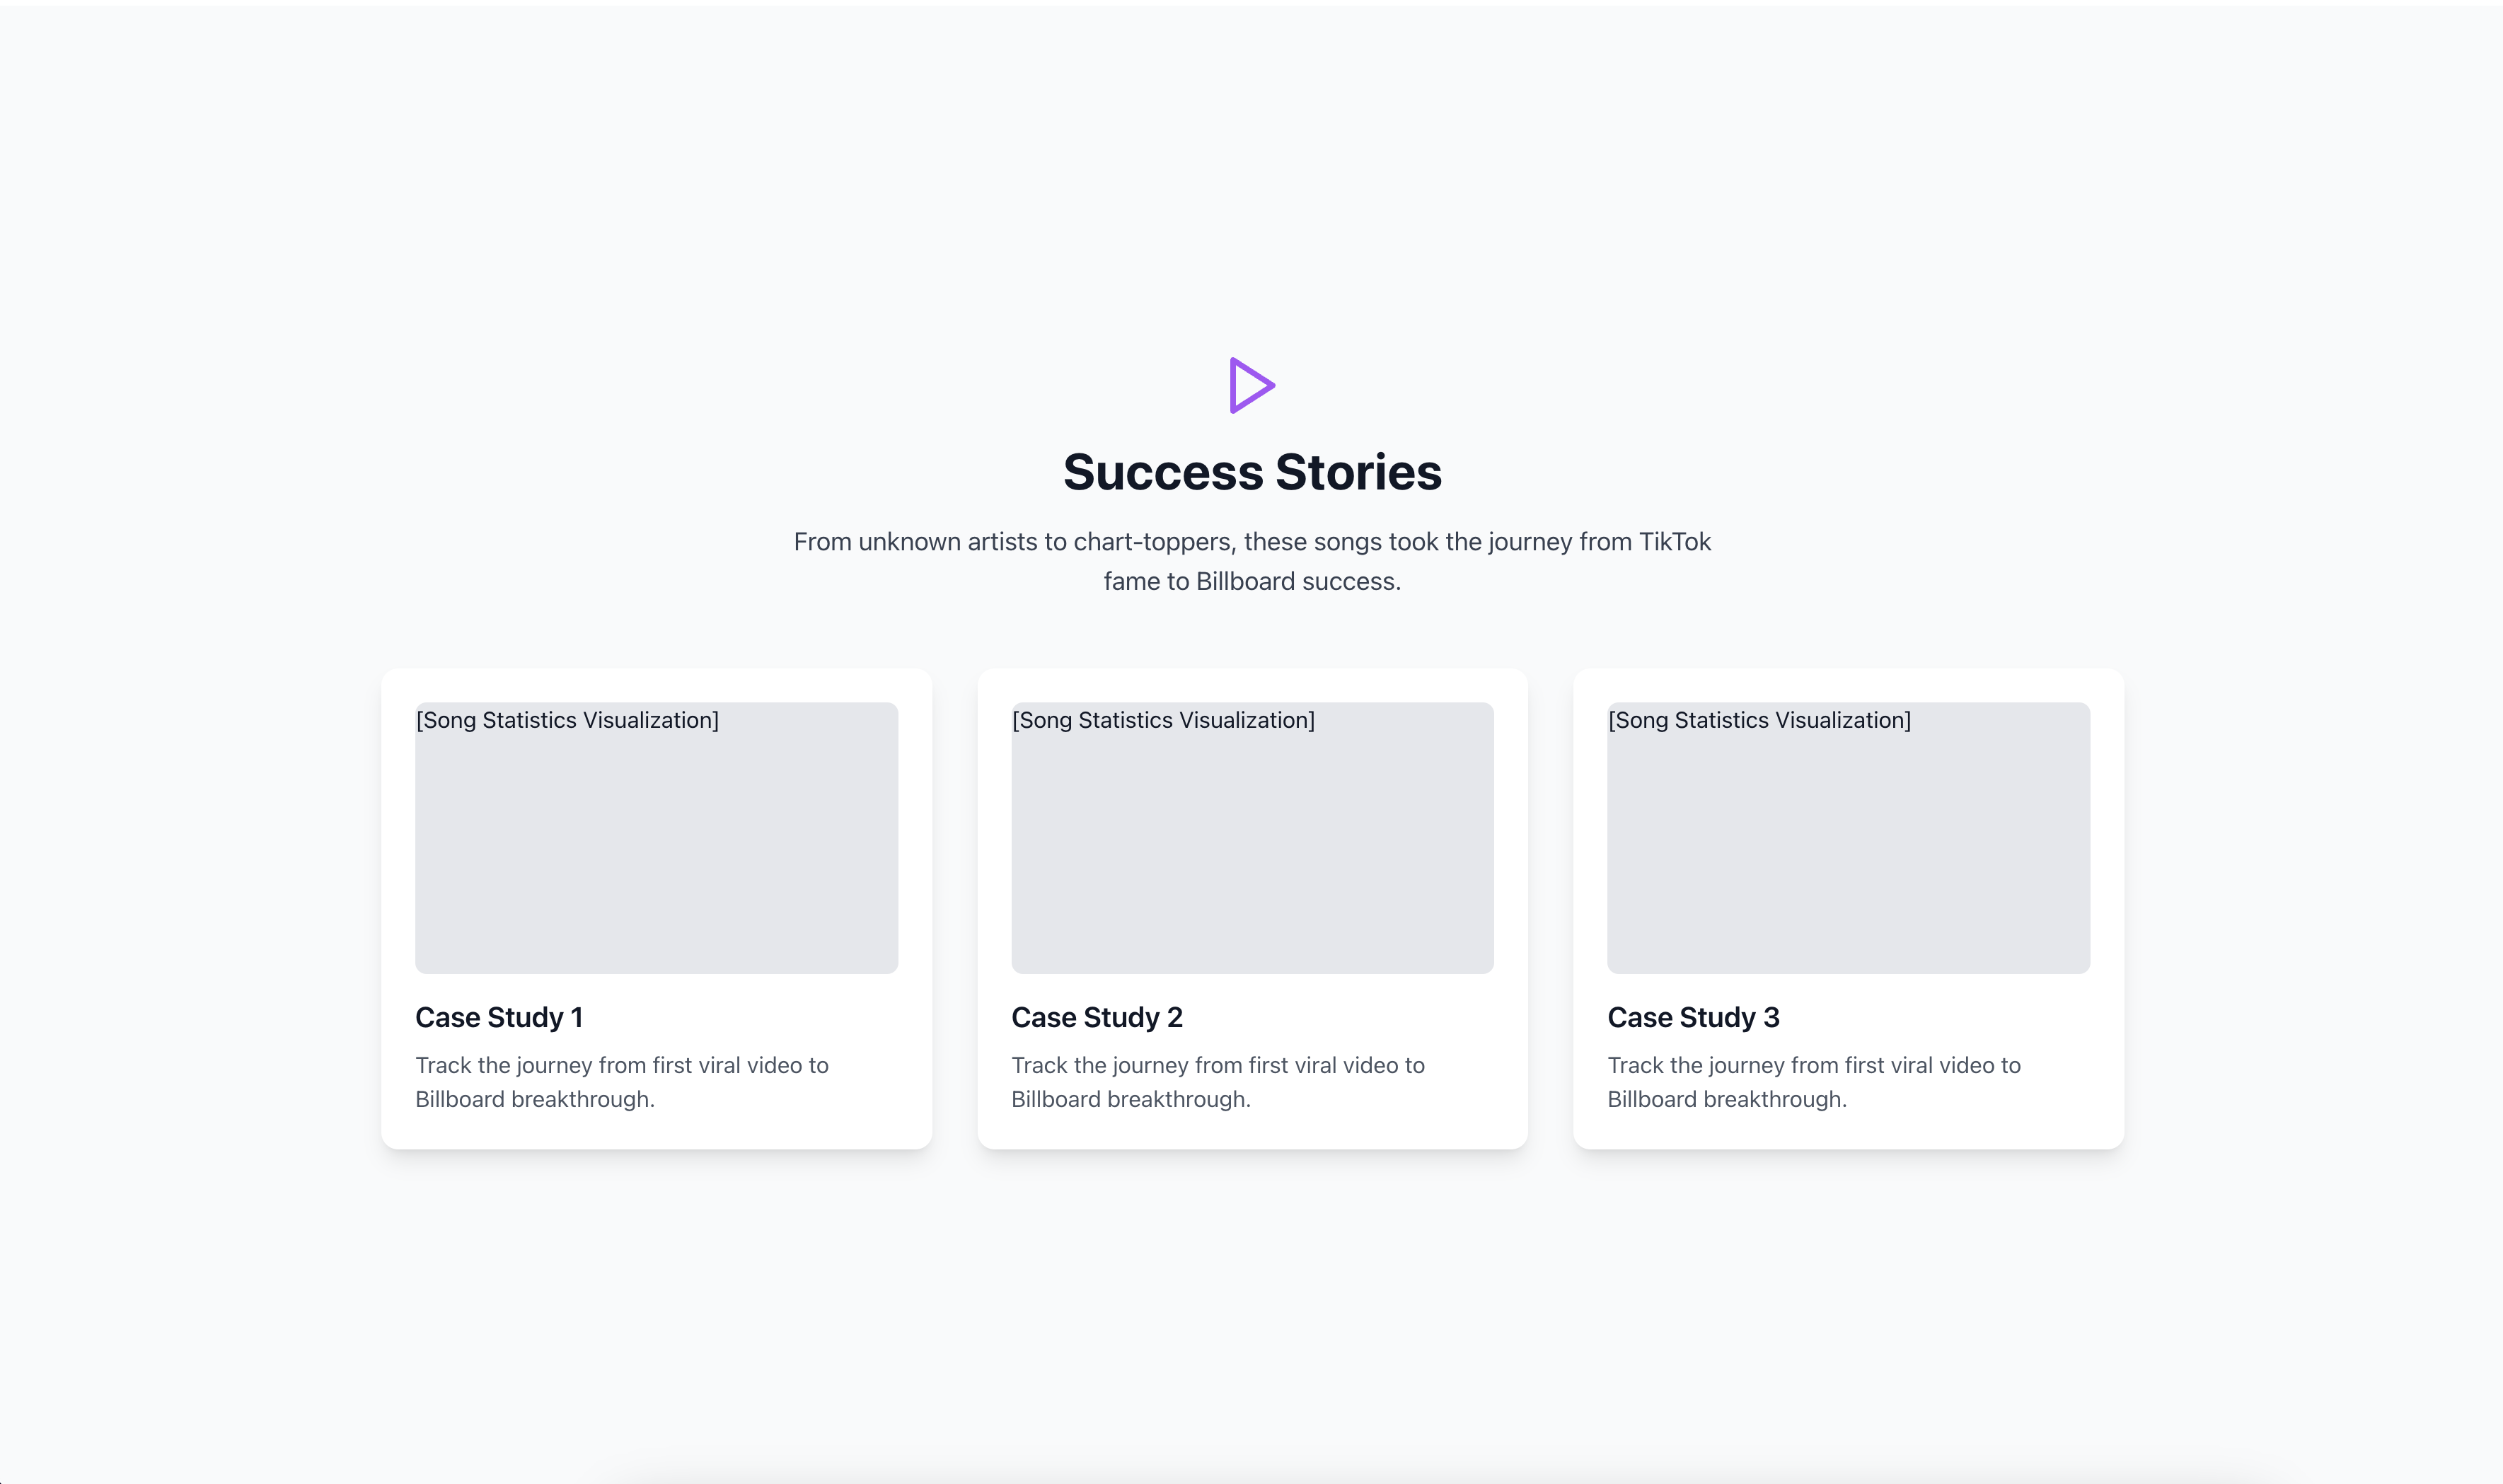 Success Stories
From unknown artists to chart-toppers, these songs took the journey from TikTok
fame to Billboard success.
[Song Statistics Visualization]
Case Study 1
Track the journey from first viral video to
Billboard breakthrough.
[Song Statistics Visualization]
Case Study 2
Track the journey from first viral video to
Billboard breakthrough.
[Song Statistics Visualization]
Case Study 3
Track the journey from first viral video to
Billboard breakthrough.